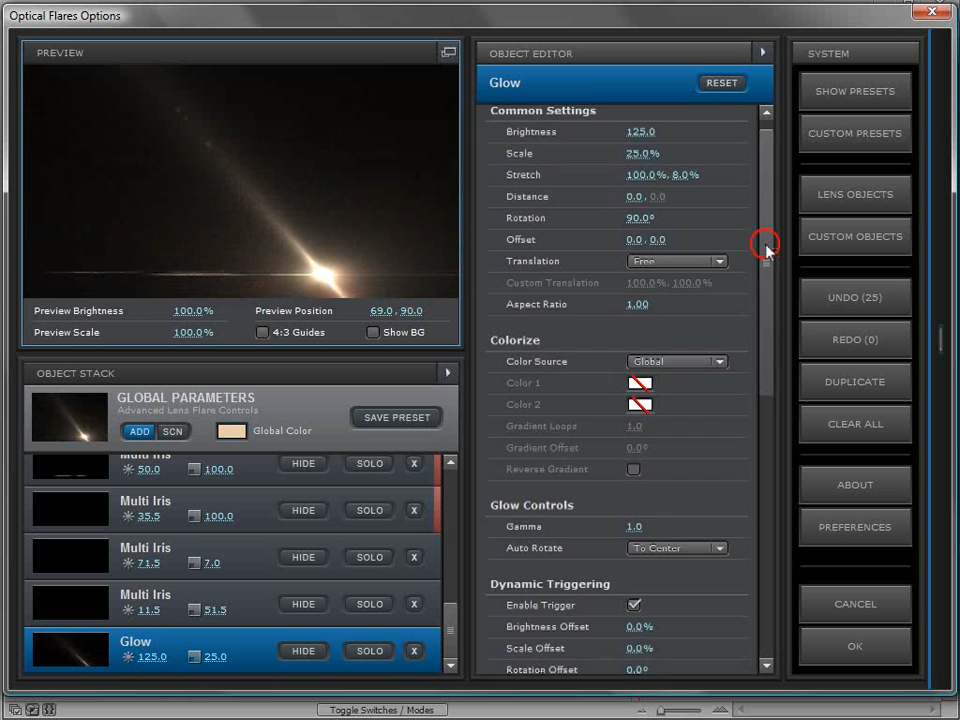 Optical Flares Options
PREVIEW
Preview Brightness 100.0% Preview Position 69.0, 90.0
Preview Scale 100.0% 4:3 Guides Show BG
OBJECT STACK
GLOBAL PARAMETERS
Advanced Lens Flare Controls
ADD SCN Global Color
SAVE PRESET
Multi Iris
50.0 100.0 HIDE SOLO X
Multi Iris
35.5 100.0 HIDE SOLO X
Multi Iris
71.5 7.0 HIDE SOLO X
Multi Iris
11.5 51.5 HIDE SOLO X
Glow
125.0 25.0 HIDE SOLO X
OBJECT EDITOR
Glow RESET
Common Settings
Brightness 125.0
Scale 25.0%
Stretch 100.0%, 8.0%
Distance 0.0, 0.0
Rotation 90.0°
Offset 0.0, 0.0
Translation Free
Custom Translation 100.0%, 100.0%
Aspect Ratio 1.00
Colorize
Color Source Global
Color 1
Color 2
Gradient Loops 1.0
Gradient Offset 0.0°
Reverse Gradient
Glow Controls
Gamma 1.0
Auto Rotate To Center
Dynamic Triggering
Enable Trigger
Brightness Offset 0.0%
Scale Offset 0.0%
Rotation Offset 0.0°
SYSTEM
SHOW PRESETS
CUSTOM PRESETS
LENS OBJECTS
CUSTOM OBJECTS
UNDO (25)
REDO (0)
DUPLICATE
CLEAR ALL
ABOUT
PREFERENCES
CANCEL
OK
Toggle Switches / Modes